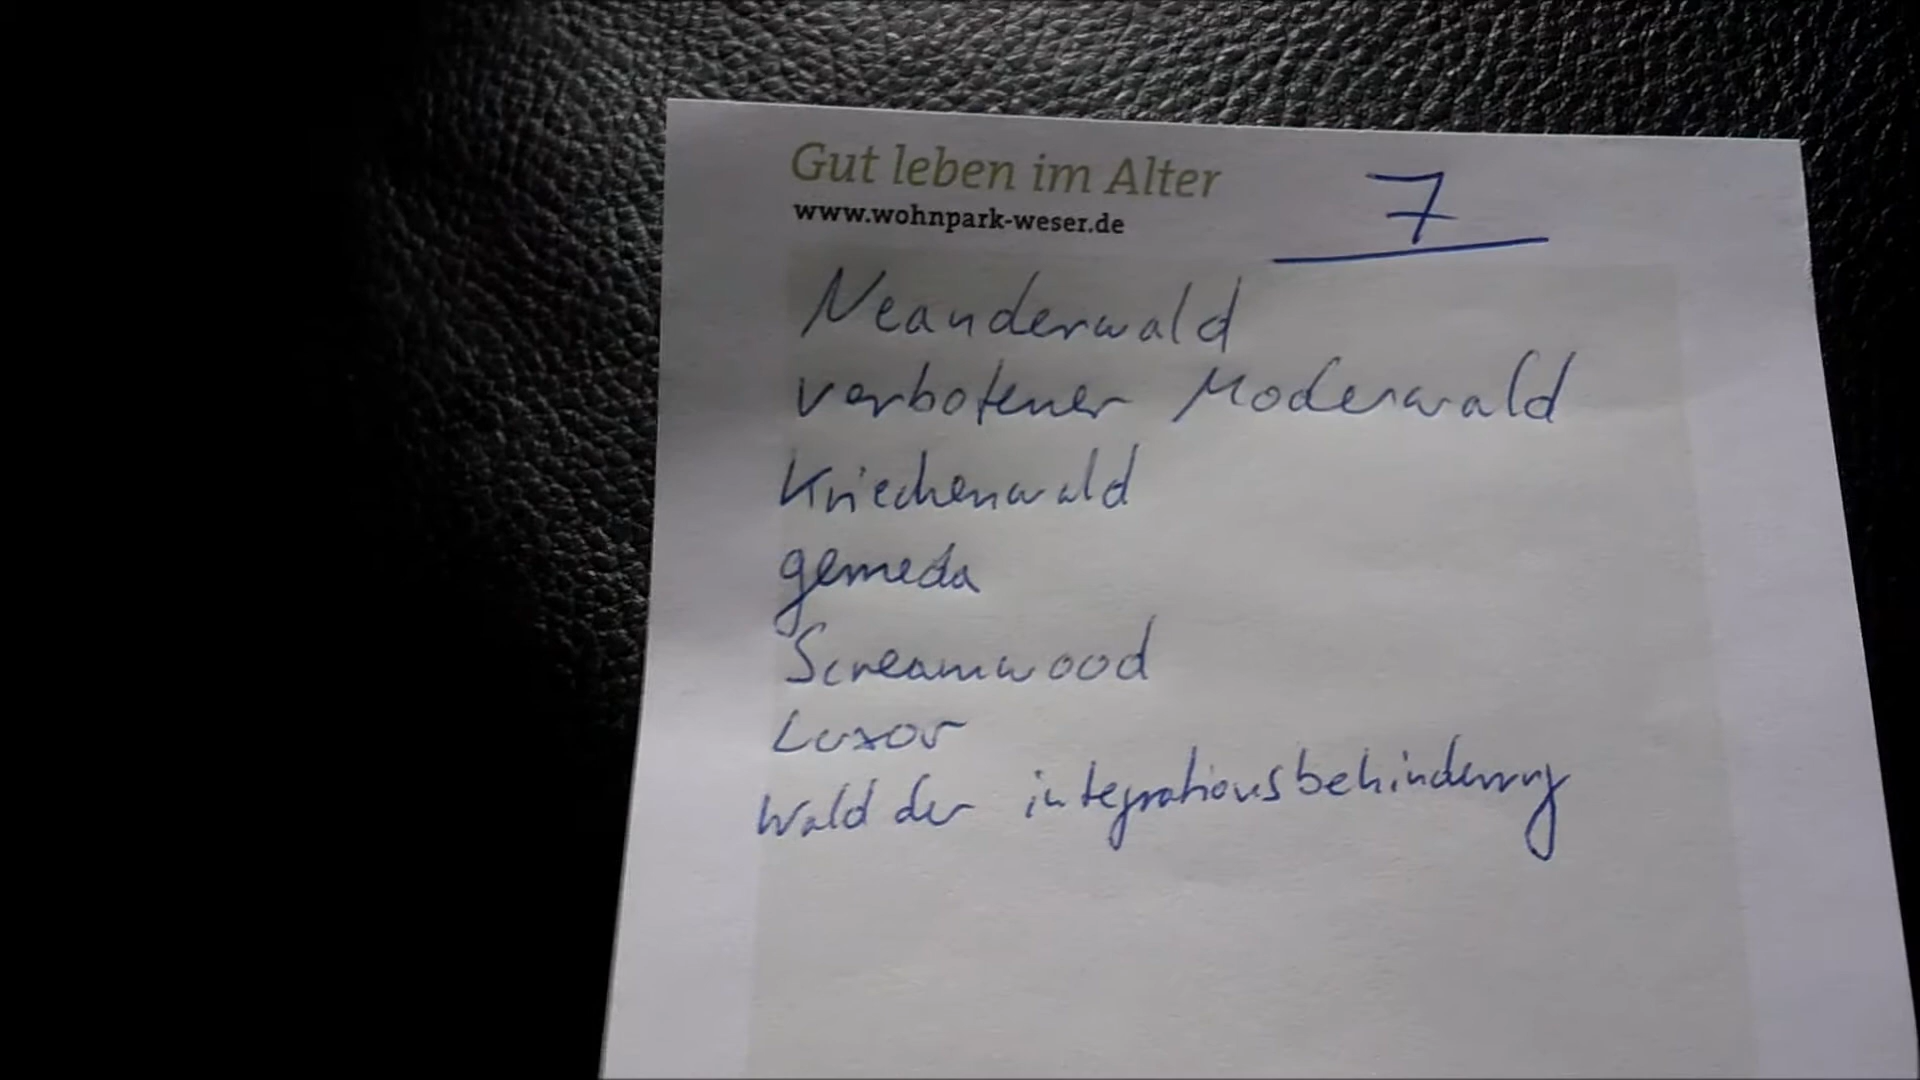 Gut leben im Alter
7
www.wohnpark-weser.de
Neanderwald
verbotener Moderwald
Kriechenwald
gemeda
Screamwood
Luxor
Wald der integrationsbehinderung